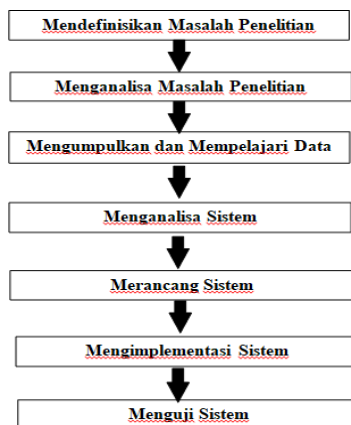 Mendefinisikan Masalah Penelitian
Menganalisa Masalah Penelitian
Mengumpulkan dan Mempelajari Data
Menganalisa Sistem
Merancang Sistem
Mengimplementasi Sistem
Menguji Sistem